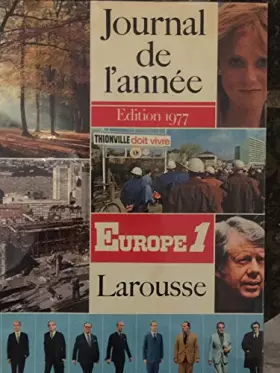 Journal
de
l'année
Edition 1977
THIONVILLE doit vivre
EUROPE 1
Larousse